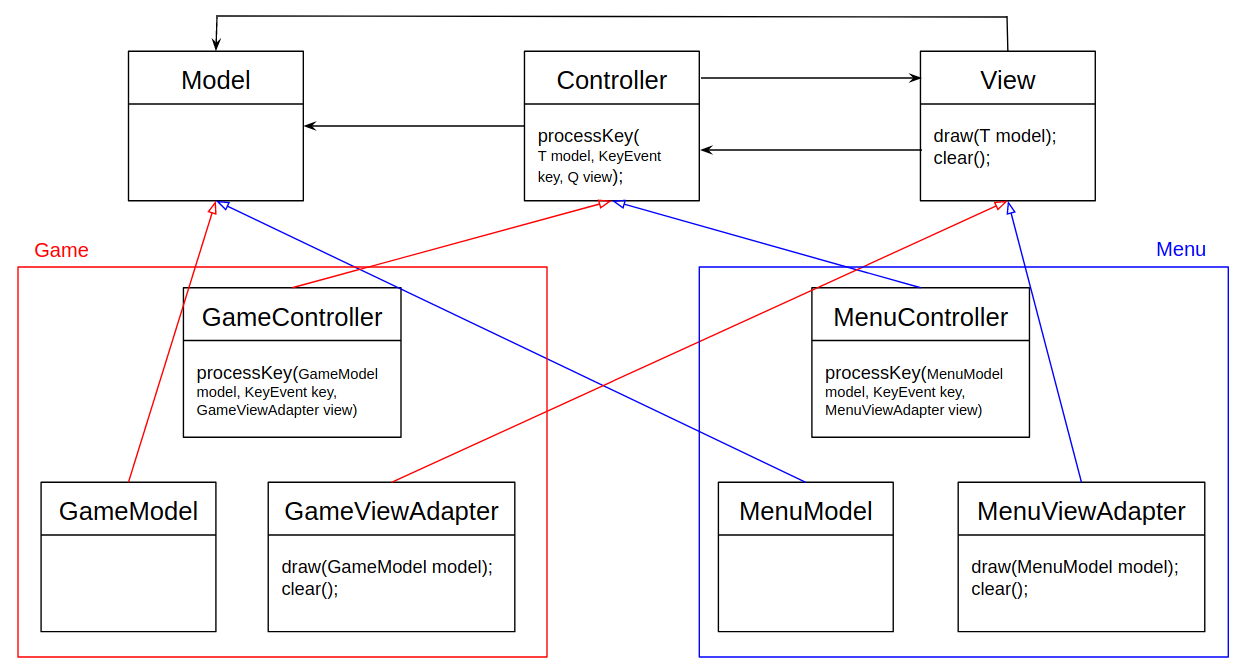 Model
Controller
View
processKey(
T model, KeyEvent
key, Q view);
draw(T model);
clear();
Game
Menu
GameController
processKey(GameModel
model, KeyEvent key,
GameViewAdapter view)
MenuController
processKey(MenuModel
model, KeyEvent key,
MenuViewAdapter view)
GameModel
GameViewAdapter
draw(GameModel model);
clear();
MenuModel
MenuViewAdapter
draw(MenuModel model);
clear();